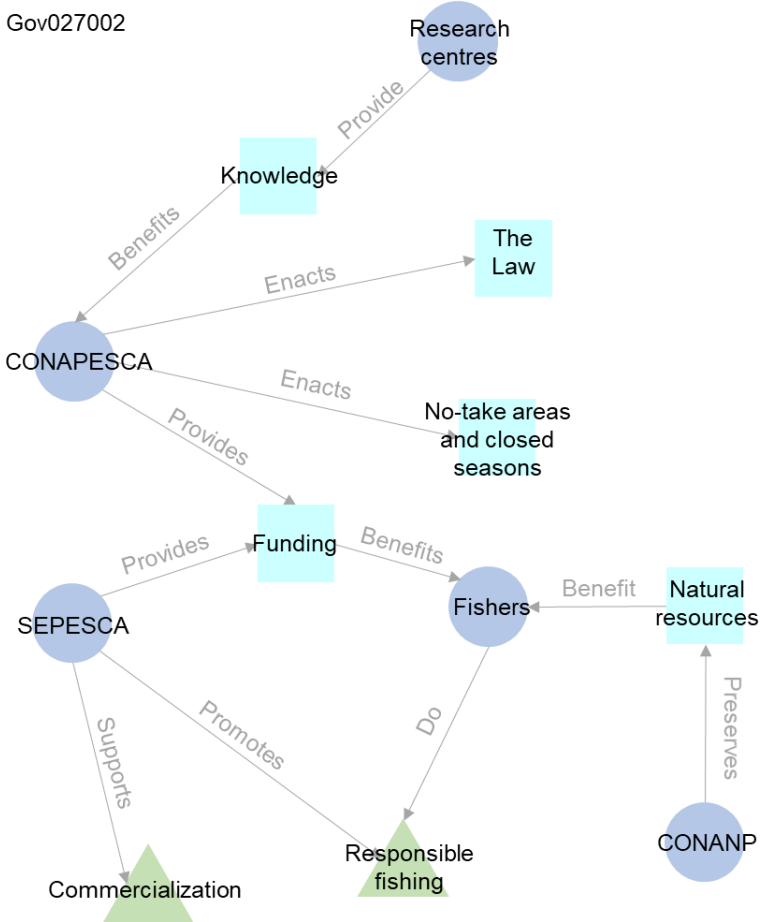 Gov027002
Research
centres
Provide
Knowledge
Benefits
The
Law
Enacts
CONAPESCA
Enacts
No-take areas
and closed
seasons
Provides
Provides
Funding
Benefits
Fishers
Benefit
Natural
resources
SEPESCA
Promotes
Supports
Do
Preserves
CONANP
Responsible
fishing
Commercialization